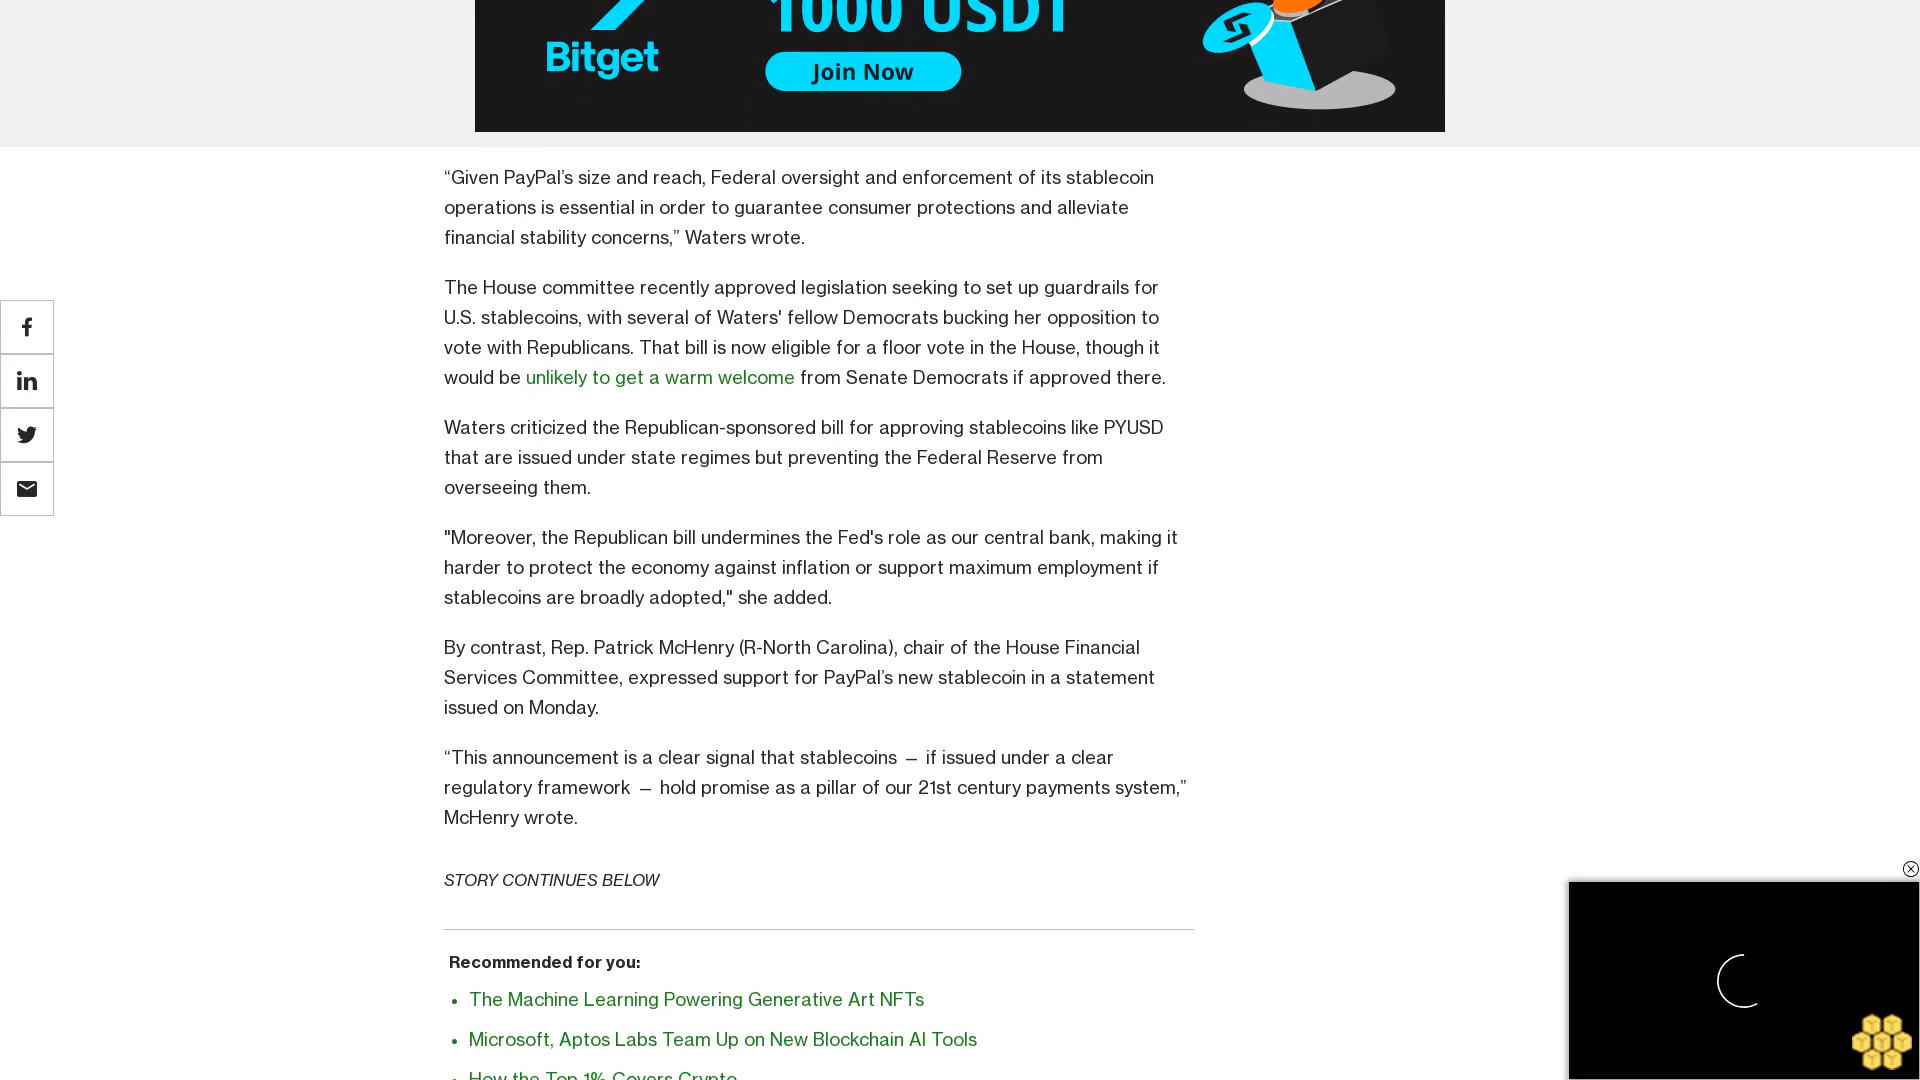 1000 USDT
Bitget
Join Now
“Given PayPal’s size and reach, Federal oversight and enforcement of its stablecoin
operations is essential in order to guarantee consumer protections and alleviate
financial stability concerns,” Waters wrote.
The House committee recently approved legislation seeking to set up guardrails for
U.S. stablecoins, with several of Waters' fellow Democrats bucking her opposition to
vote with Republicans. That bill is now eligible for a floor vote in the House, though it
would be unlikely to get a warm welcome from Senate Democrats if approved there.
Waters criticized the Republican-sponsored bill for approving stablecoins like PYUSD
that are issued under state regimes but preventing the Federal Reserve from
overseeing them.
"Moreover, the Republican bill undermines the Fed's role as our central bank, making it
harder to protect the economy against inflation or support maximum employment if
stablecoins are broadly adopted," she added.
By contrast, Rep. Patrick McHenry (R-North Carolina), chair of the House Financial
Services Committee, expressed support for PayPal’s new stablecoin in a statement
issued on Monday.
“This announcement is a clear signal that stablecoins — if issued under a clear
regulatory framework — hold promise as a pillar of our 21st century payments system,”
McHenry wrote.
STORY CONTINUES BELOW
Recommended for you:
• The Machine Learning Powering Generative Art NFTs
• Microsoft, Aptos Labs Team Up on New Blockchain AI Tools
• How the Top 1% Covers Crypto